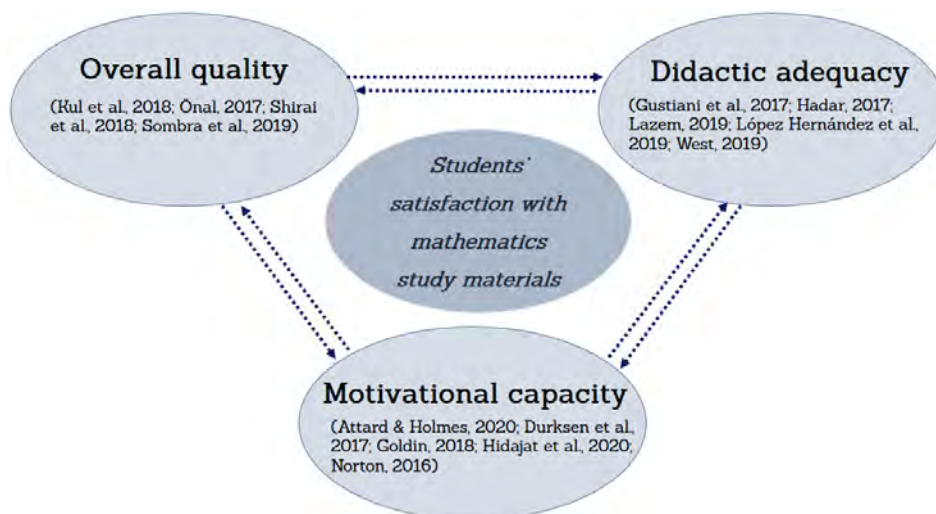 Overall quality
(Kul et al., 2018; Önal, 2017; Shirai
et al., 2018; Sombra et al., 2019)
Didactic adequacy
(Gustiani et al., 2017; Hadar, 2017;
Lazem, 2019; López Hernández et al.,
2019; West, 2019)
Students'
satisfaction with
mathematics
study materials
Motivational capacity
(Attard & Holmes, 2020; Durksen et al.,
2017; Goldin, 2018; Hidajat et al., 2020;
Norton, 2016)